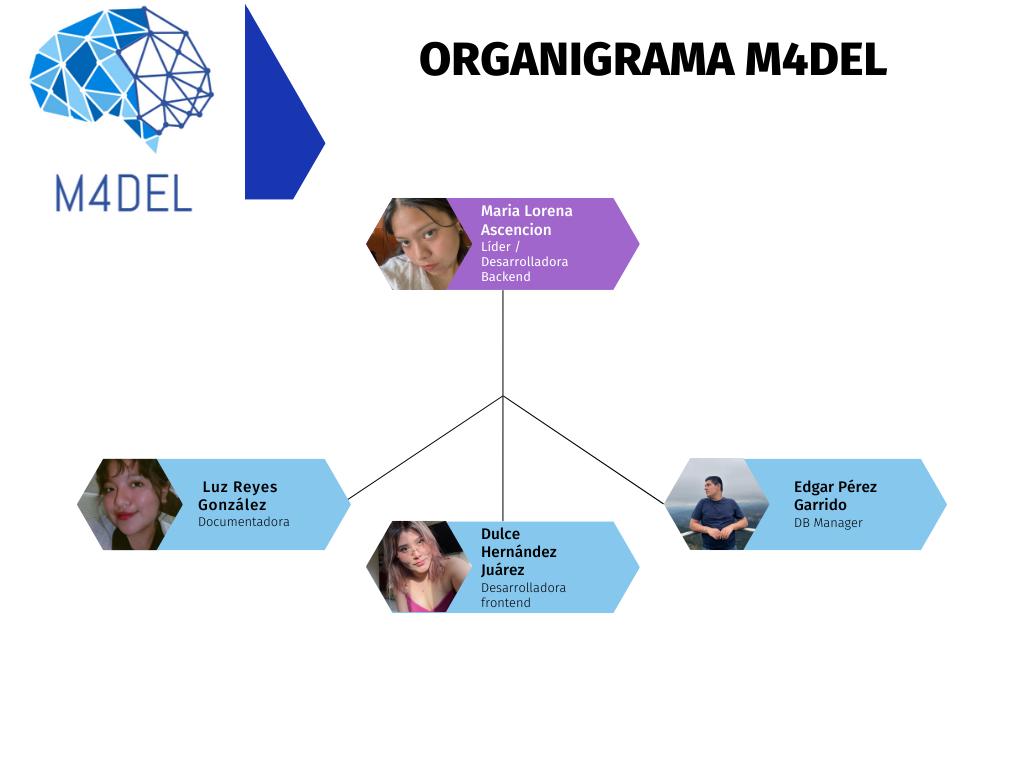 ORGANIGRAMA M4DEL
M4DEL
Maria Lorena
Ascencion
Líder /
Desarrolladora
Backend
Luz Reyes
González
Documentadora
Dulce
Hernández
Juárez
Desarrolladora
frontend
Edgar Pérez
Garrido
DB Manager